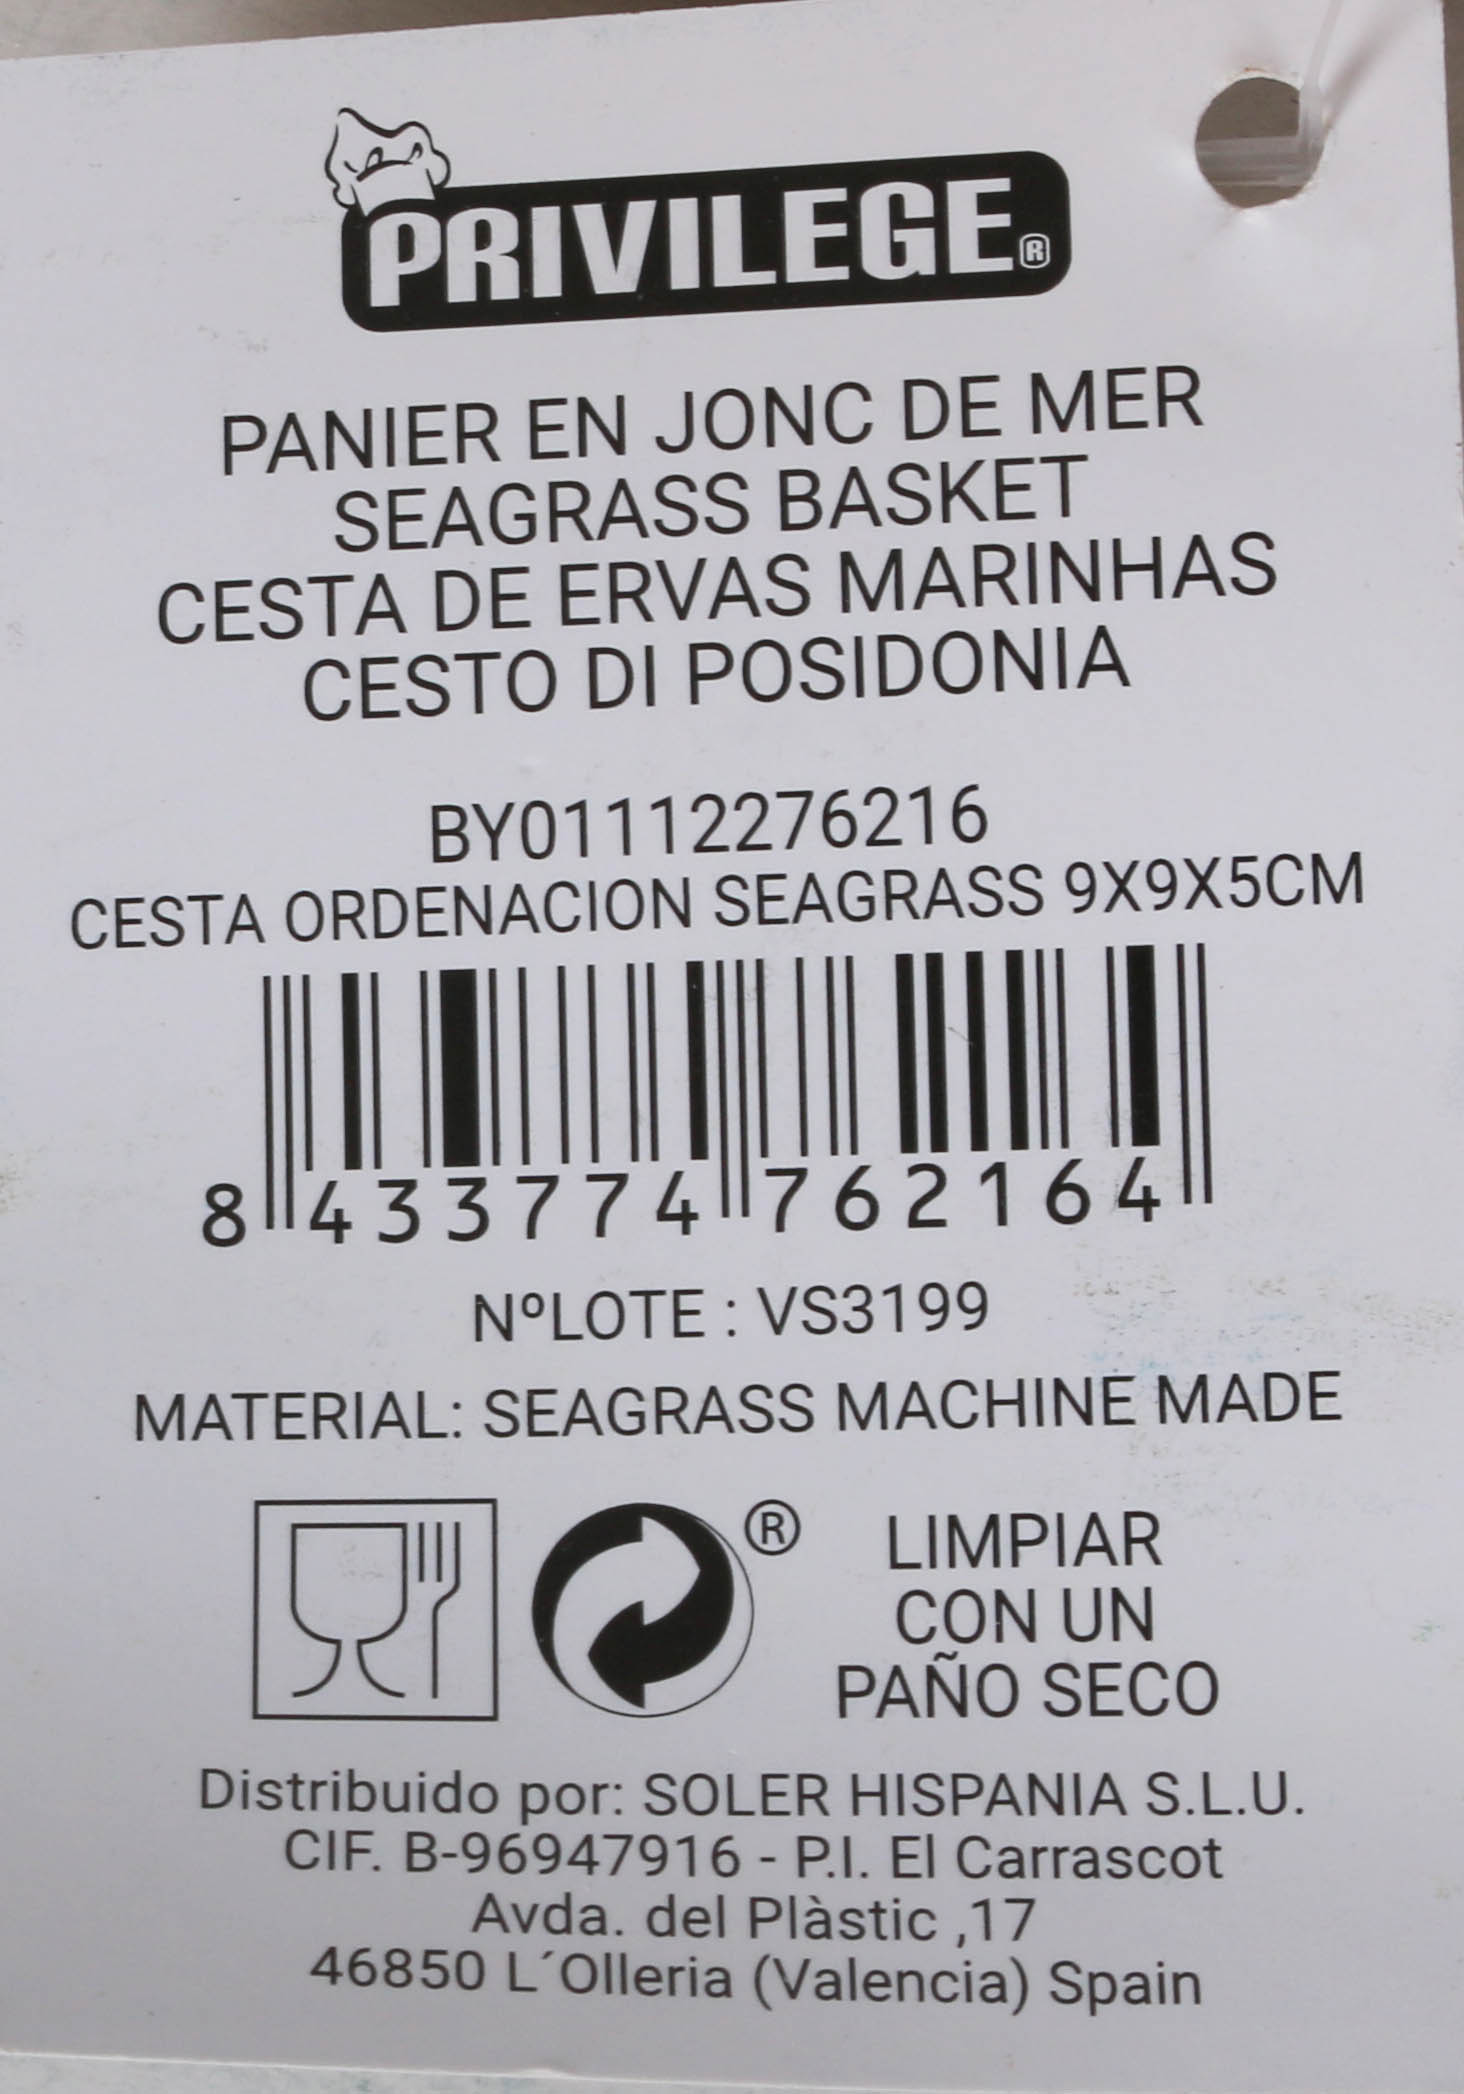 PRIVILEGE®
PANIER EN JONC DE MER
SEAGRASS BASKET
CESTA DE ERVAS MARINHAS
CESTO DI POSIDONIA
BY01112276216
CESTA ORDENACION SEAGRASS 9X9X5CM
8 433774 762164
NºLOTE : VS3199
MATERIAL: SEAGRASS MACHINE MADE
®
LIMPIAR
CON UN
PAÑO SECO
Distribuido por: SOLER HISPANIA S.L.U.
CIF. B-96947916 - P.I. El Carrascot
Avda. del Plàstic ,17
46850 L´Olleria (Valencia) Spain